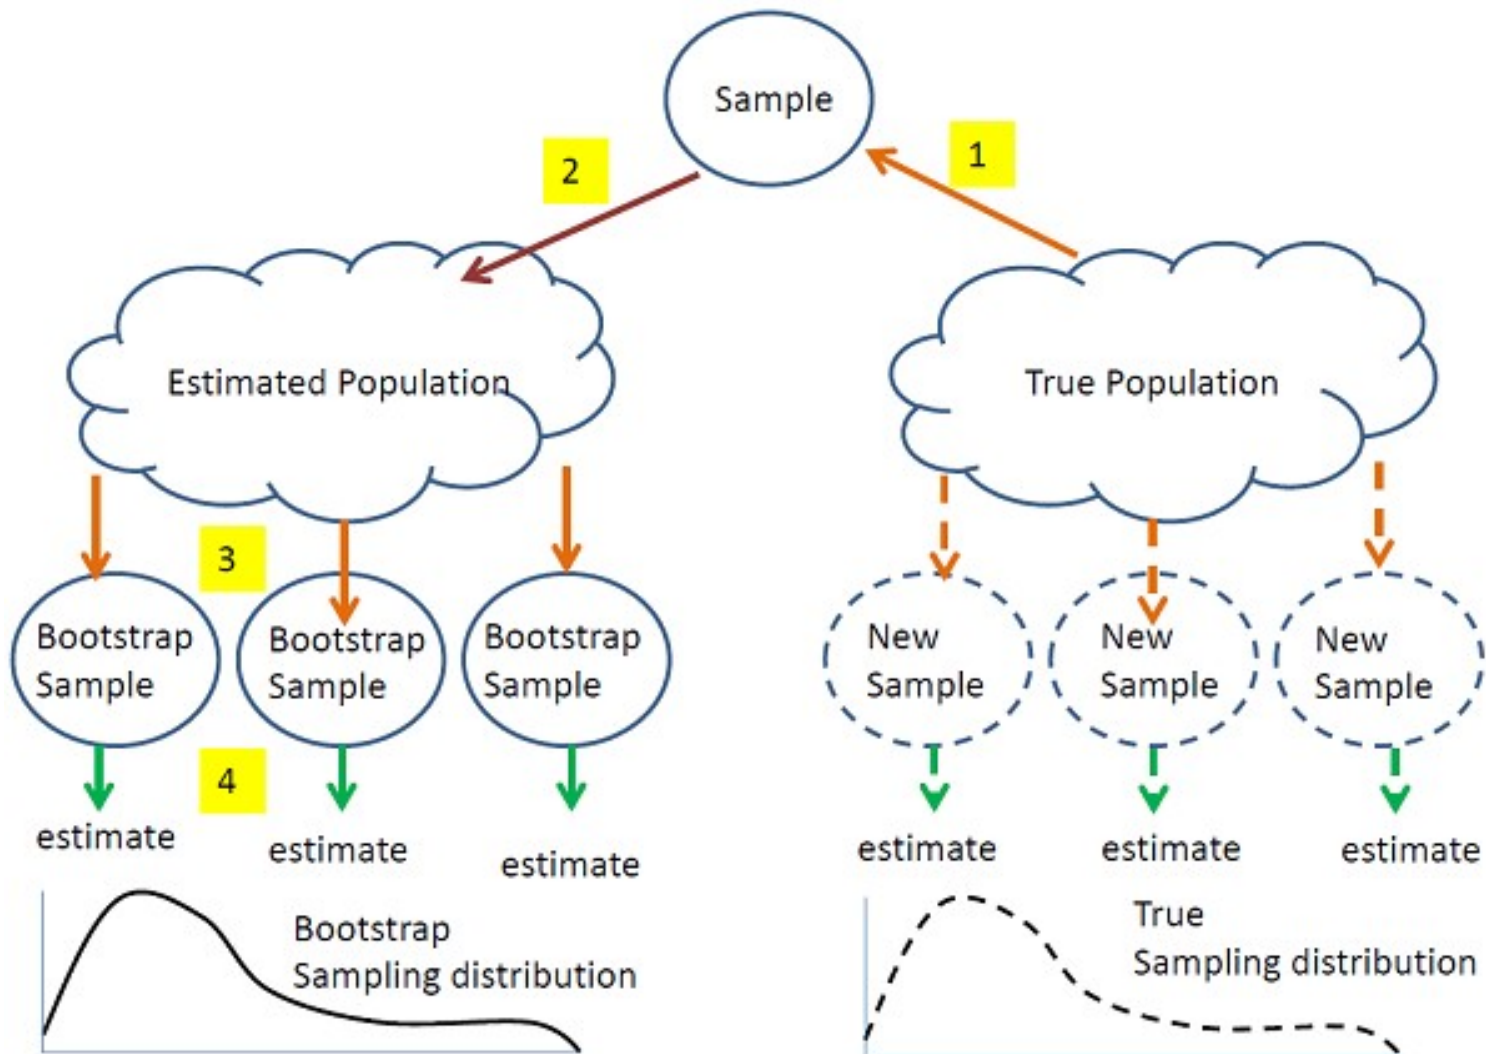 Sample
1
2
Estimated Population
True Population
3
Bootstrap
Sample
Bootstrap
Sample
Bootstrap
Sample
New
Sample
New
Sample
New
Sample
4
estimate
estimate
estimate
estimate
estimate
estimate
Bootstrap
Sampling distribution
True
Sampling distribution